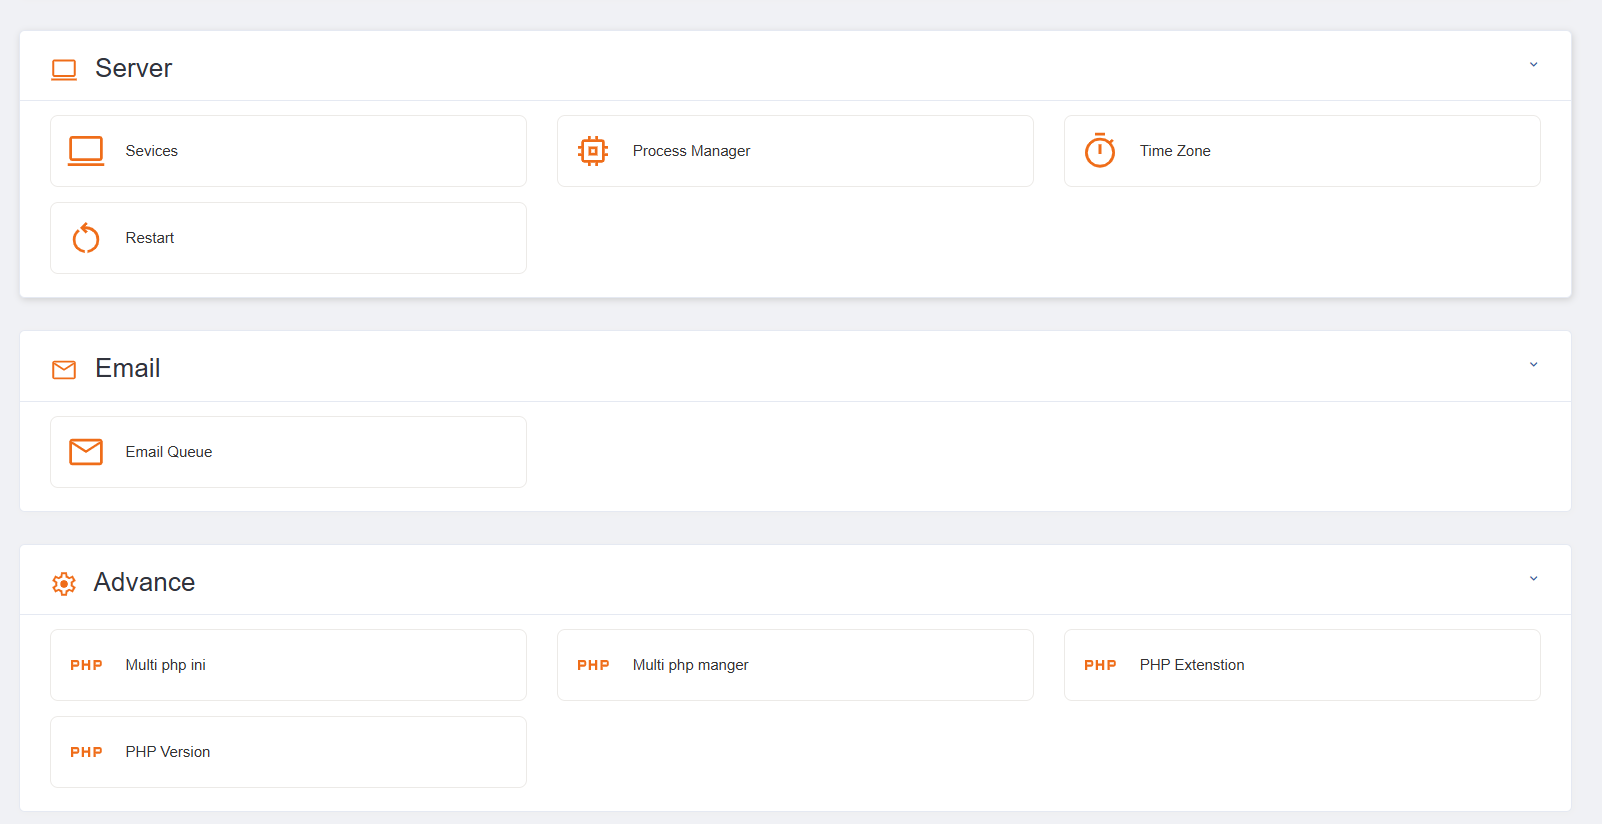 Server
Sevices
Process Manager
Time Zone
Restart
Email
Email Queue
Advance
PHP Multi php ini
PHP Multi php manger
PHP PHP Extenstion
PHP PHP Version